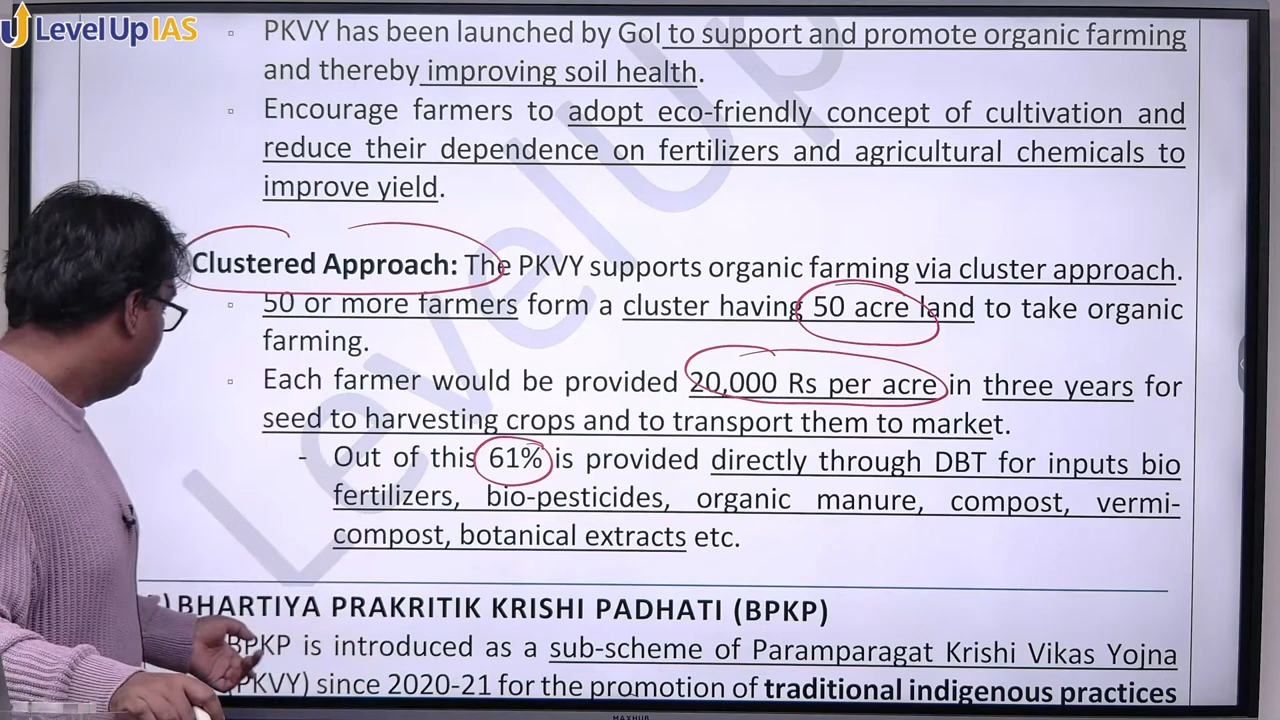 Level Up IAS
▫ PKVY has been launched by GoI to support and promote organic farming
and thereby improving soil health.
▫ Encourage farmers to adopt eco-friendly concept of cultivation and
reduce their dependence on fertilizers and agricultural chemicals to
improve yield.
Clustered Approach: The PKVY supports organic farming via cluster approach.
▫ 50 or more farmers form a cluster having 50 acre land to take organic
farming.
▫ Each farmer would be provided 20,000 Rs per acre in three years for
seed to harvesting crops and to transport them to market.
- Out of this 61% is provided directly through DBT for inputs bio
fertilizers, bio-pesticides, organic manure, compost, vermi-
compost, botanical extracts etc.
) BHARTIYA PRAKRITIK KRISHI PADHATI (BPKP)
BPKP is introduced as a sub-scheme of Paramparagat Krishi Vikas Yojna
(PKVY) since 2020-21 for the promotion of traditional indigenous practices
LevelUp
MAXHUB